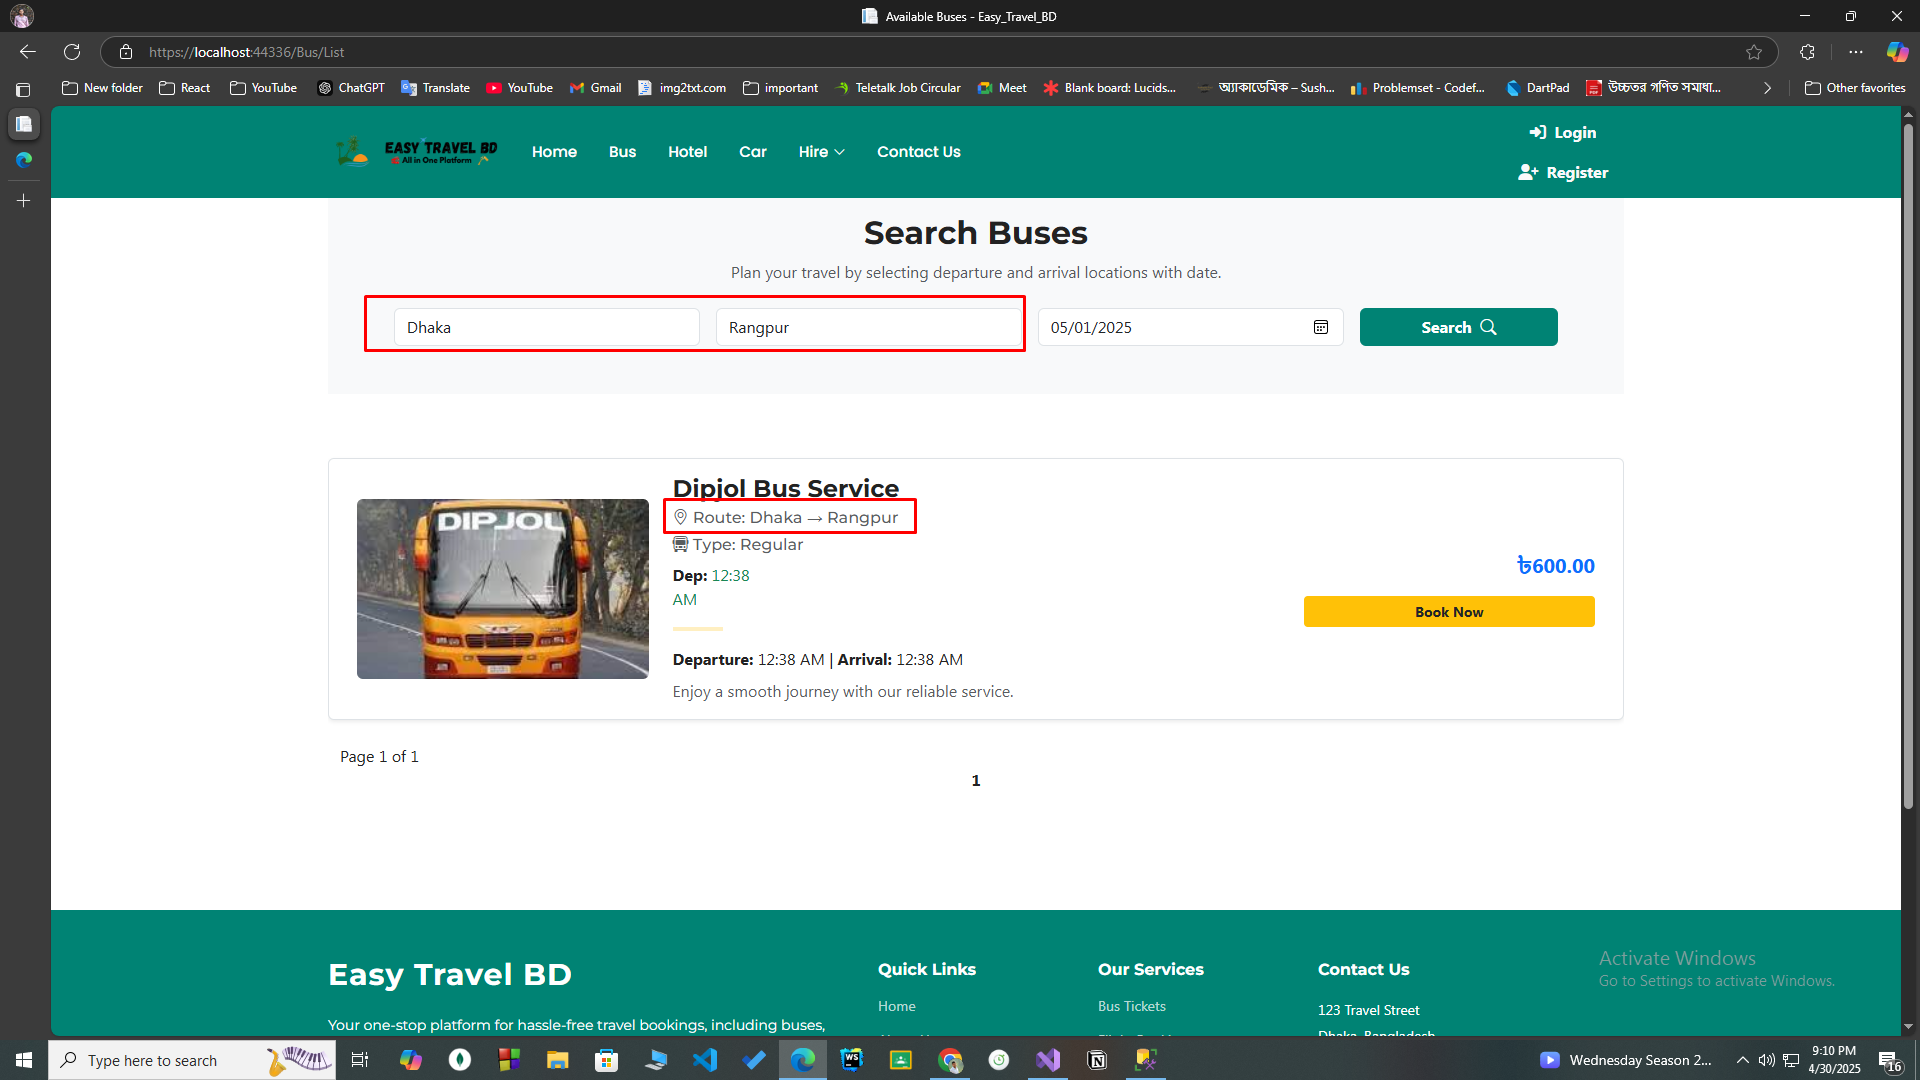 Available Buses - Easy_Travel_BD
https://localhost:44336/Bus/List
New folder React YouTube ChatGPT Translate YouTube Gmail img2txt.com important Teletalk Job Circular Meet Blank board: Lucids... অ্যাকাডেমিক – Sush... Problemset - Codef... DartPad উচ্চতর গণিত সমাধা... Other favorites
EASY TRAVEL BD
All in One Platform
Home Bus Hotel Car Hire Contact Us
Login
Register
Search Buses
Plan your travel by selecting departure and arrival locations with date.
Dhaka Rangpur 05/01/2025 Search
DIPJOL
Dipjol Bus Service
Route: Dhaka → Rangpur
Type: Regular
Dep: 12:38
AM
৳600.00
Book Now
Departure: 12:38 AM | Arrival: 12:38 AM
Enjoy a smooth journey with our reliable service.
Page 1 of 1
1
Easy Travel BD
Your one-stop platform for hassle-free travel bookings, including buses,
Quick Links
Home
Our Services
Bus Tickets
Contact Us
123 Travel Street
Dhaka, Bangladesh
Activate Windows
Go to Settings to activate Windows.
Type here to search
Wednesday Season 2...
9:10 PM
4/30/2025
16